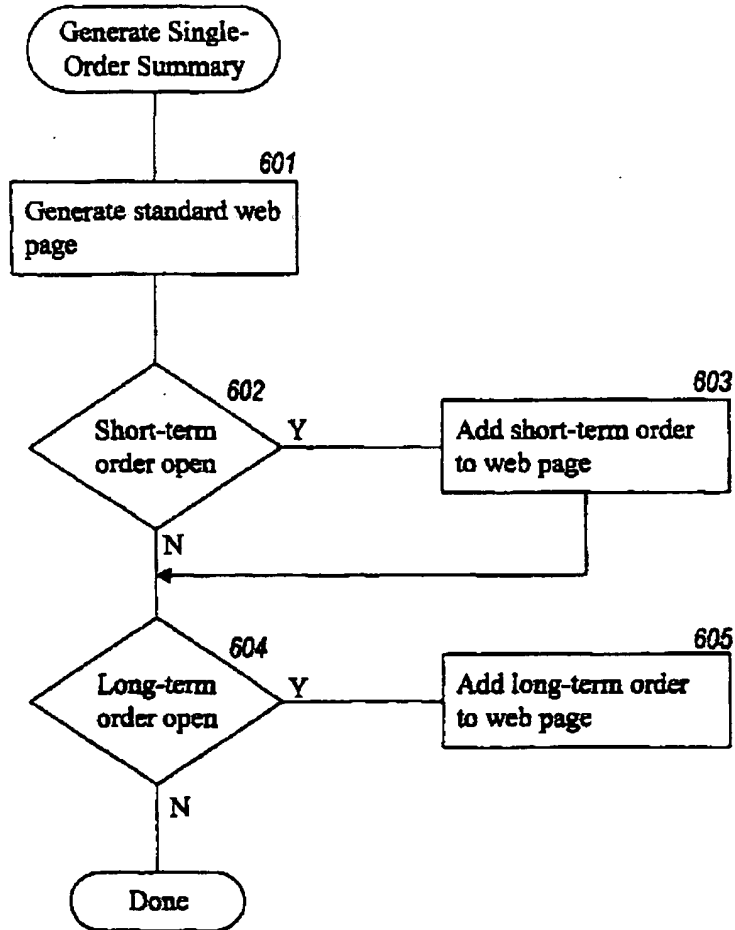 Generate Single-
Order Summary
601
Generate standard web
page
602
Short-term
order open
Y
N
603
Add short-term order
to web page
604
Long-term
order open
Y
N
605
Add long-term order
to web page
Done